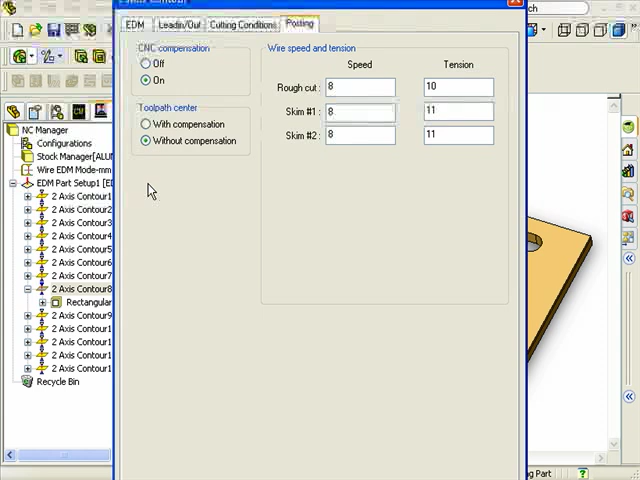 ch
EDM
Leadin/Out
Cutting Conditions
Posting
CNC compensation
Off
On
Toolpath center
With compensation
Without compensation
Wire speed and tension
Speed
Tension
Rough cut:
8
10
Skim #1:
8
11
Skim #2:
8
11
NC Manager
Configurations
Stock Manager[ALUM
Wire EDM Mode-mm
EDM Part Setup1 [ED
2 Axis Contour1
2 Axis Contour2
2 Axis Contour3
2 Axis Contour4
2 Axis Contour5
2 Axis Contour6
2 Axis Contour7
2 Axis Contour8
Rectangular
2 Axis Contour9
2 Axis Contour1
2 Axis Contour1
2 Axis Contour1
2 Axis Contour1
Recycle Bin
ng Part